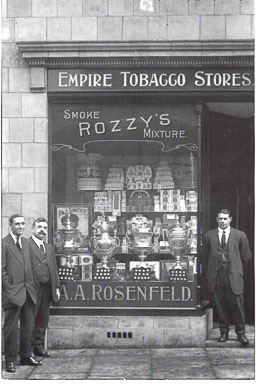 EMPIRE TOBACCO STORES.
SMOKE
ROZZY'S
MIXTURE
A.A. ROSENFELD.